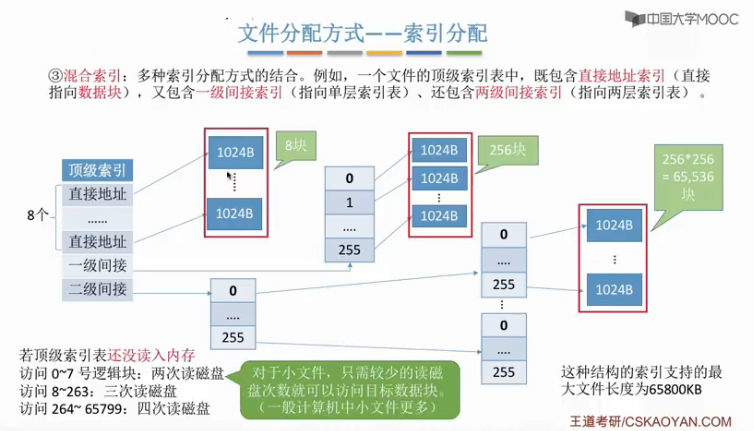 中国大学MOOC
文件分配方式——索引分配
③混合索引：多种索引分配方式的结合。例如，一个文件的顶级索引表中，既包含直接地址索引（直接
指向数据块），又包含一级间接索引（指向单层索引表）、还包含两级间接索引（指向两层索引表）。
顶级索引
8个
直接地址
……
直接地址
一级间接
二级间接
1024B
1024B
8块
0
1
....
255
1024B
1024B
1024B
256块
0
....
255
0
....
255
0
....
255
1024B
1024B
256*256
= 65,536
块
若顶级索引表还没读入内存
访问 0~7 号逻辑块：两次读磁盘
访问 8~263：三次读磁盘
访问 264~ 65799：四次读磁盘
对于小文件，只需较少的读磁
盘次数就可以访问目标数据块。
（一般计算机中小文件更多）
这种结构的索引支持的最
大文件长度为65800KB
王道考研/CSKAOYAN.COM